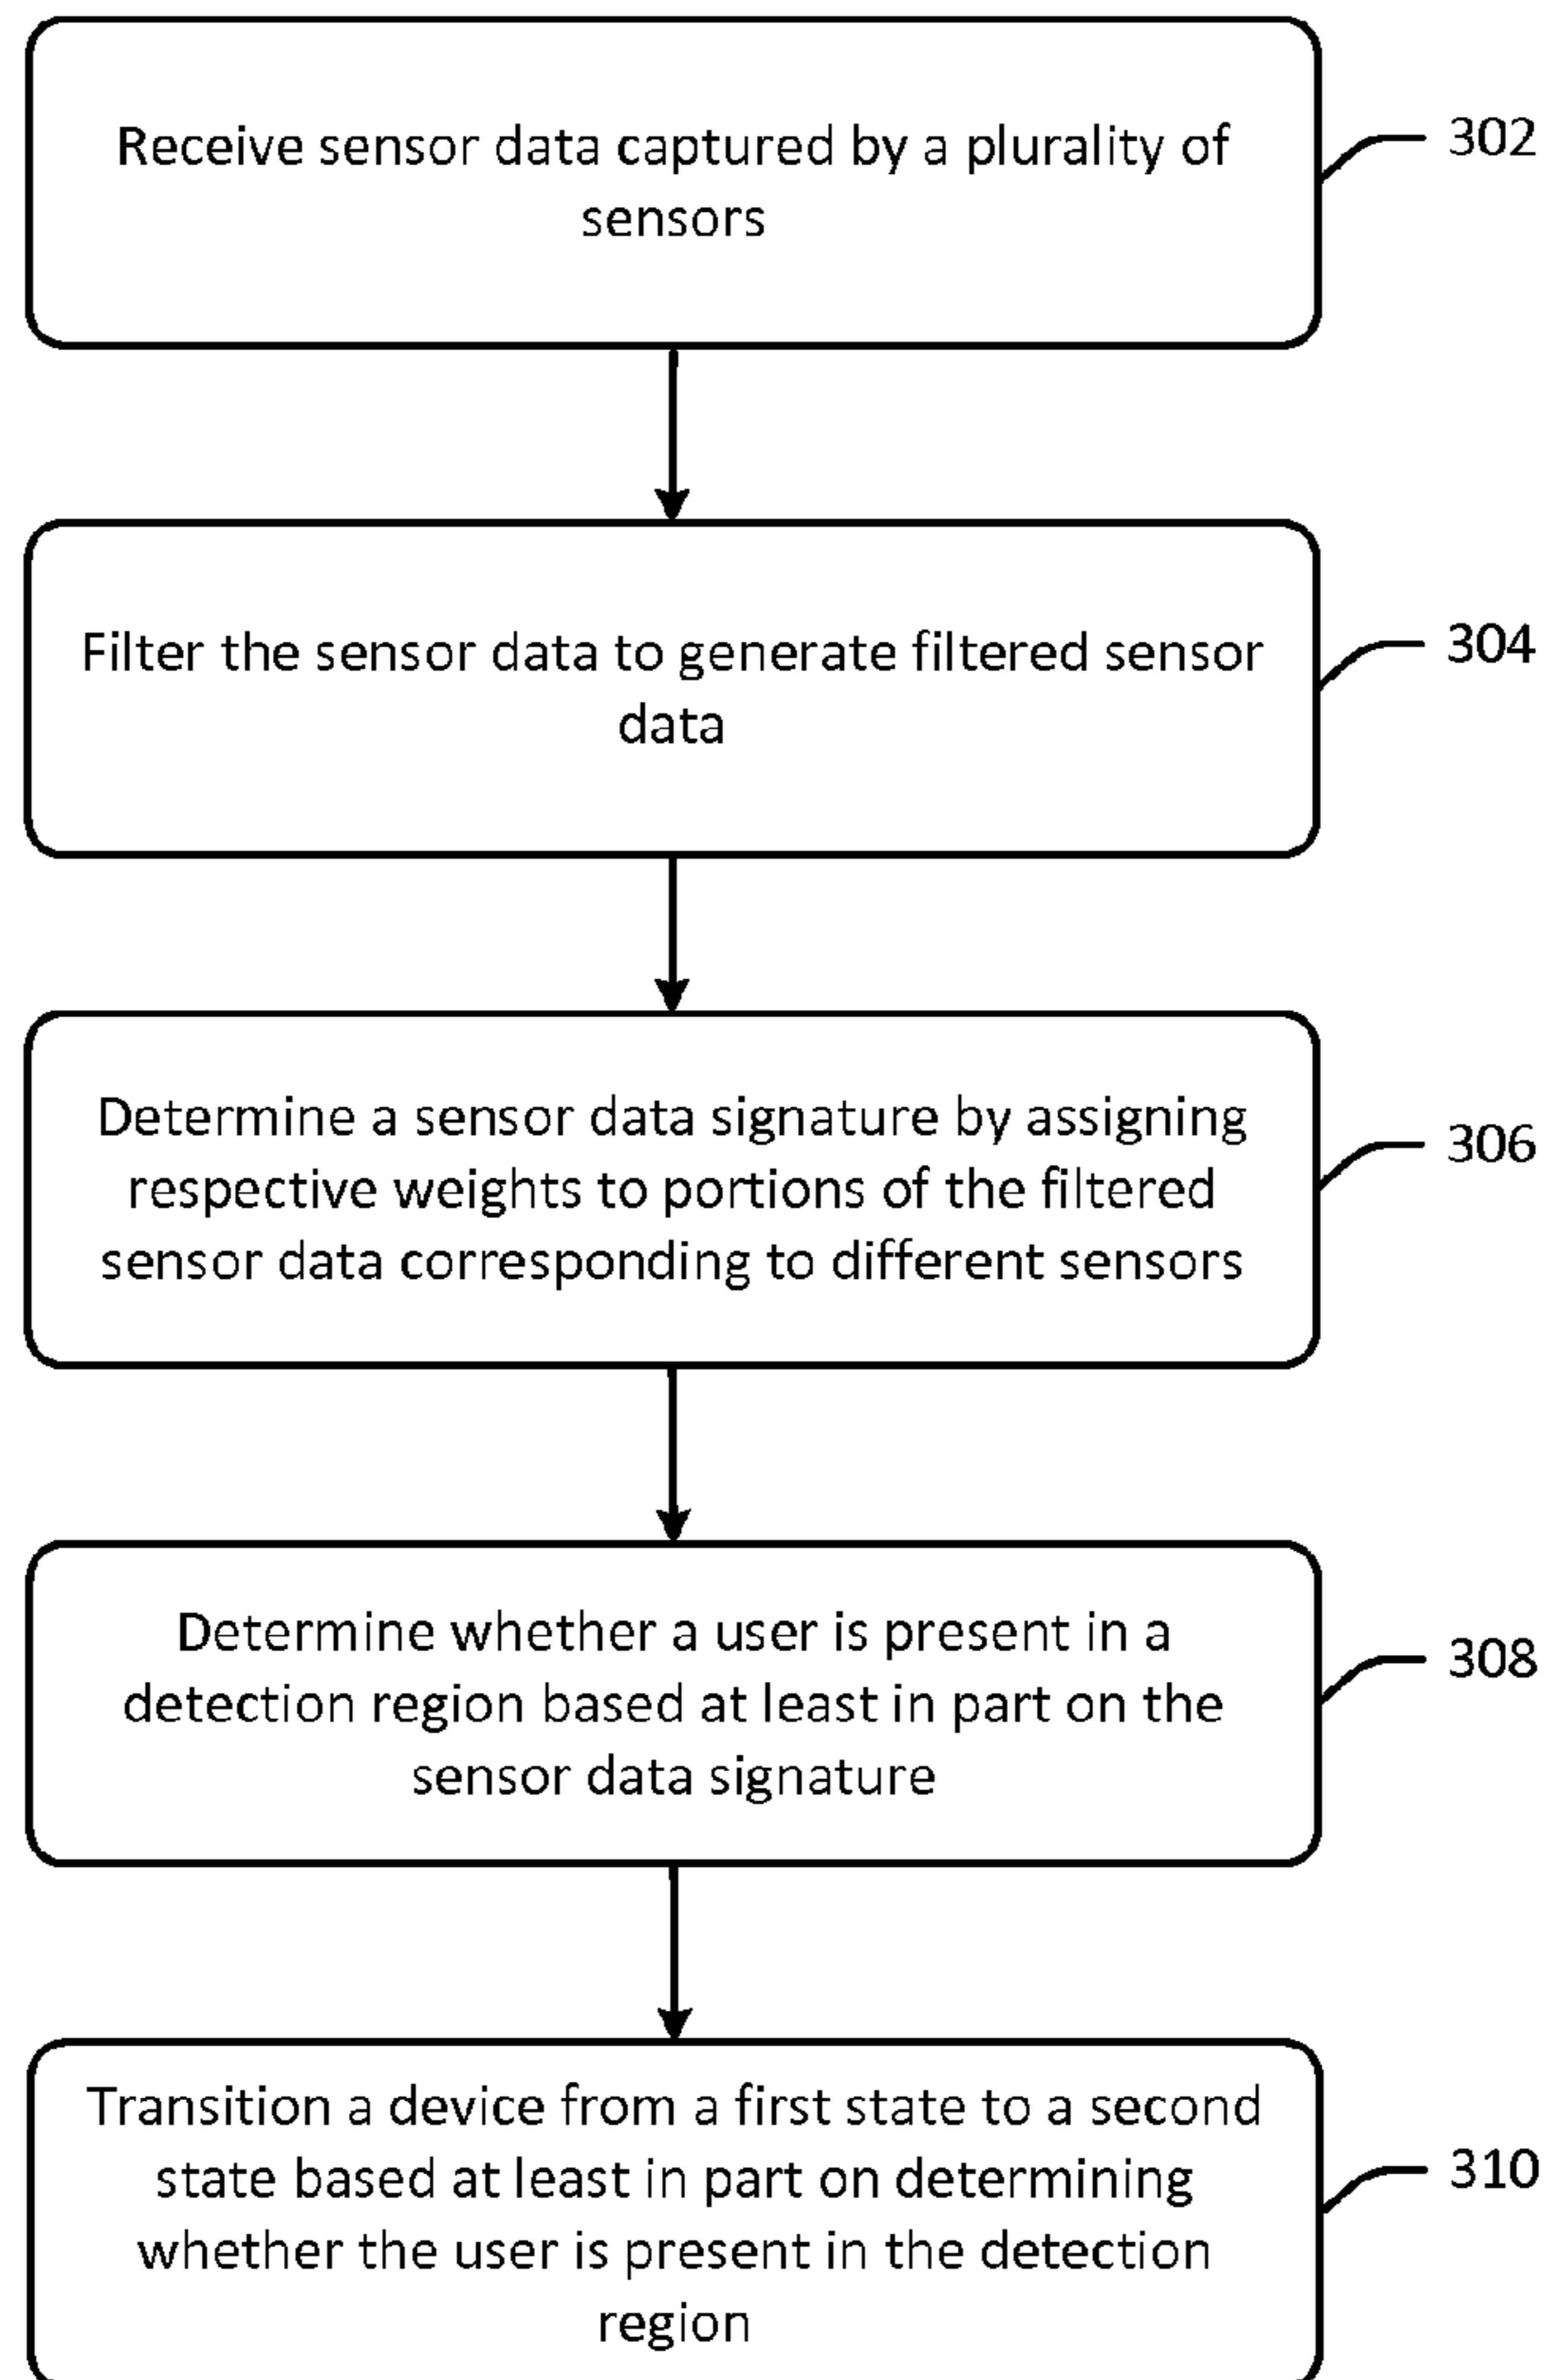 Receive sensor data captured by a plurality of
sensors
302
Filter the sensor data to generate filtered sensor
data
304
Determine a sensor data signature by assigning
respective weights to portions of the filtered
sensor data corresponding to different sensors
306
Determine whether a user is present in a
detection region based at least in part on the
sensor data signature
308
Transition a device from a first state to a second
state based at least in part on determining
whether the user is present in the detection
region
310